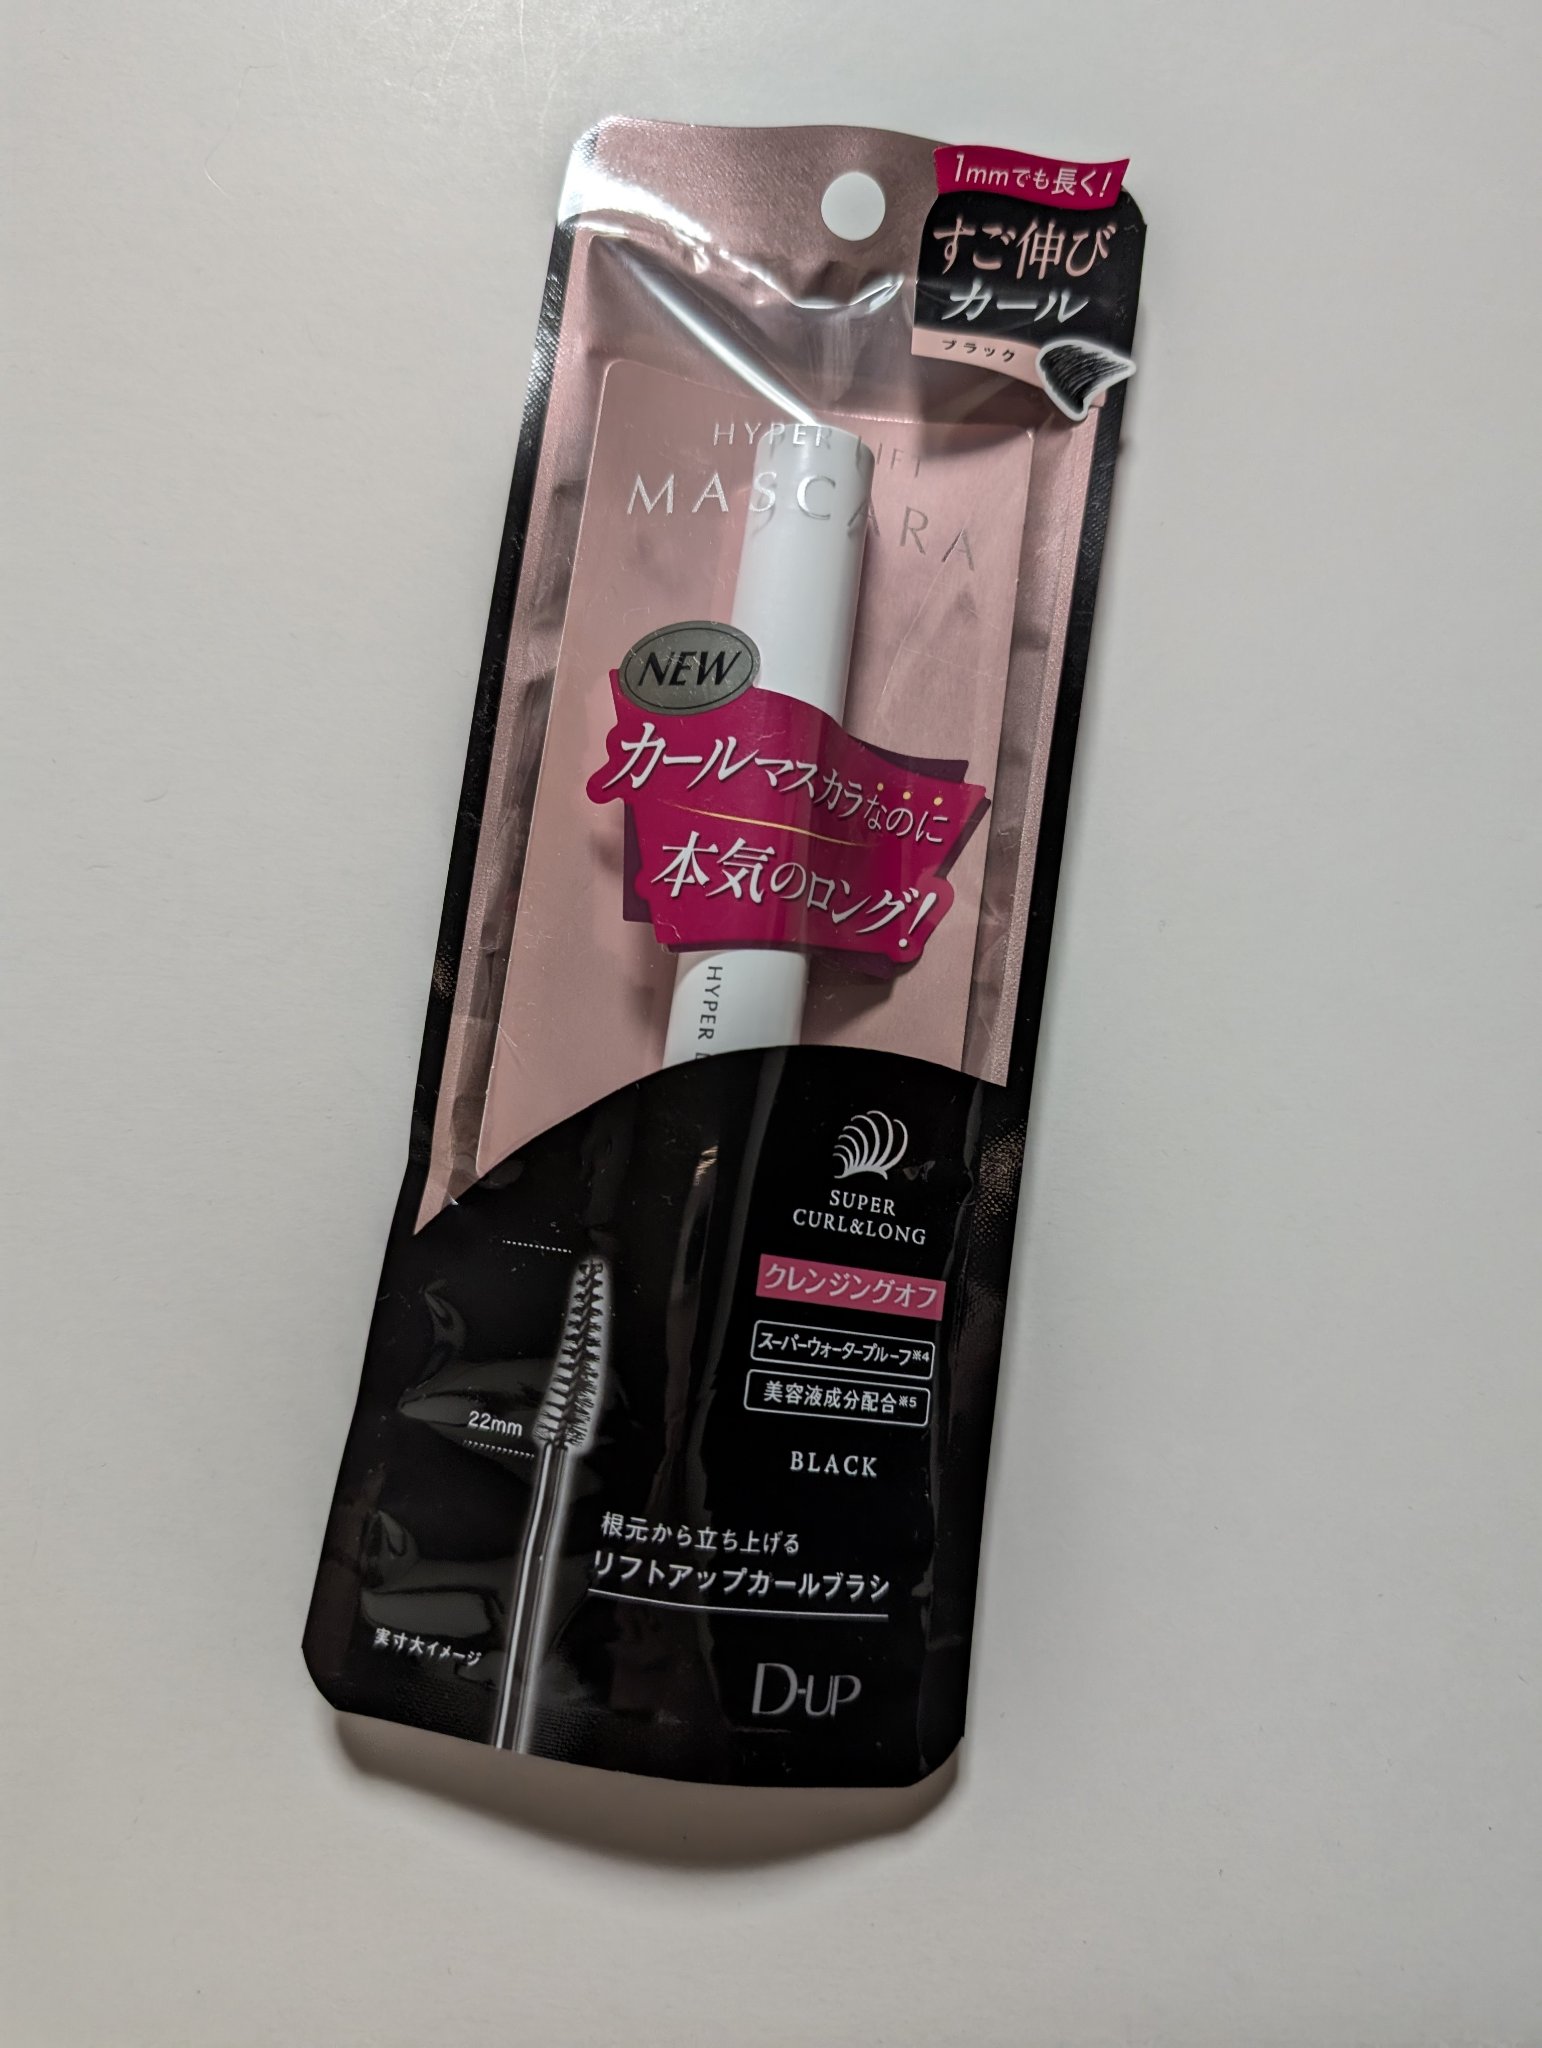 1mmでも長く!
すご伸び
カール
ブラック
HYPER LIFT
MASCARA
NEW
カールマスカラなのに
本気のロング!
HYPER
SUPER
CURL&LONG
クレンジングオフ
スーパーウォータープルーフ※4
美容液成分配合※5
22mm
BLACK
根元から立ち上げる
リフトアップカールブラシ
実寸大イメージ
D-UP